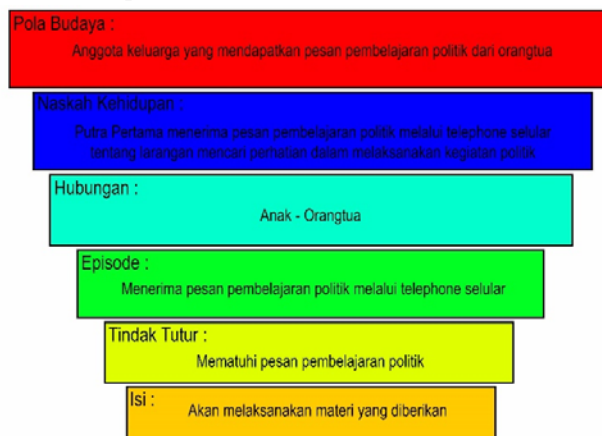 Pola Budaya :
Anggota keluarga yang mendapatkan pesan pembelajaran politik dari orangtua
Naskah Kehidupan :
Putra Pertama menerima pesan pembelajaran politik melalui telephone selular
tentang larangan mencari perhatian dalam melaksanakan kegiatan politik
Hubungan :
Anak - Orangtua
Episode :
Menerima pesan pembelajaran politik melalui telephone selular
Tindak Tutur :
Mematuhi pesan pembelajaran politik
Isi :
Akan melaksanakan materi yang diberikan